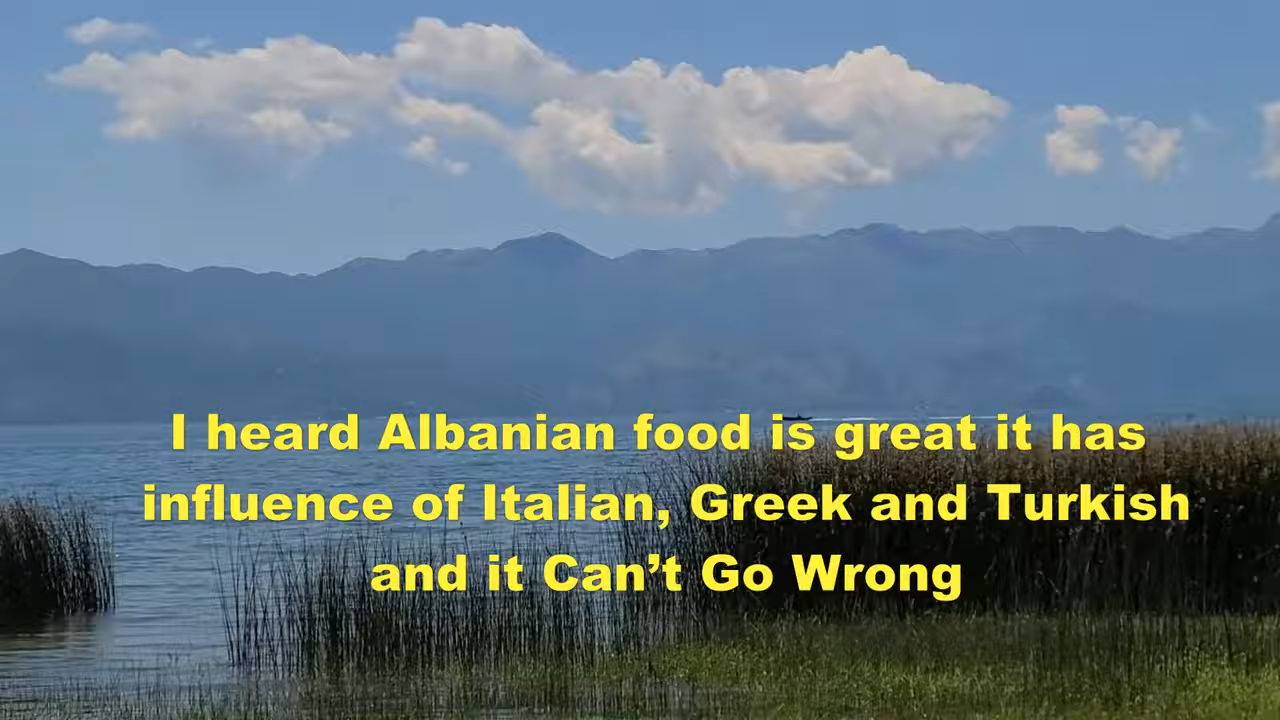 I heard Albanian food is great it has
influence of Italian, Greek and Turkish
and it Can’t Go Wrong